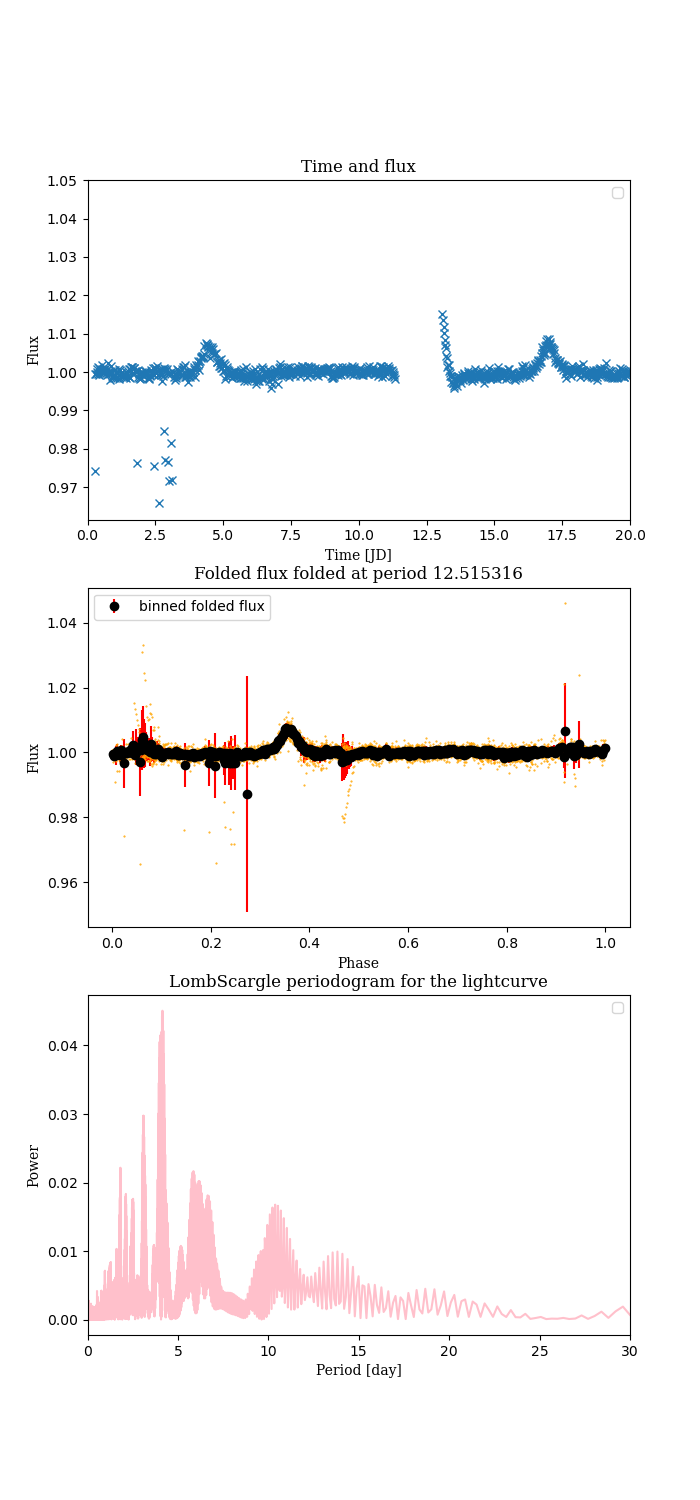 Time and flux
1.05
1.04
1.03
1.02
1.01
1.00
0.99
0.98
0.97
Flux
0.0 2.5 5.0 7.5 10.0 12.5 15.0 17.5 20.0
Time [JD]
Folded flux folded at period 12.515316
binned folded flux
1.04
1.02
1.00
0.98
0.96
Flux
0.0 0.2 0.4 0.6 0.8 1.0
Phase
LombScargle periodogram for the lightcurve
0.04
0.03
0.02
0.01
0.00
Power
0 5 10 15 20 25 30
Period [day]